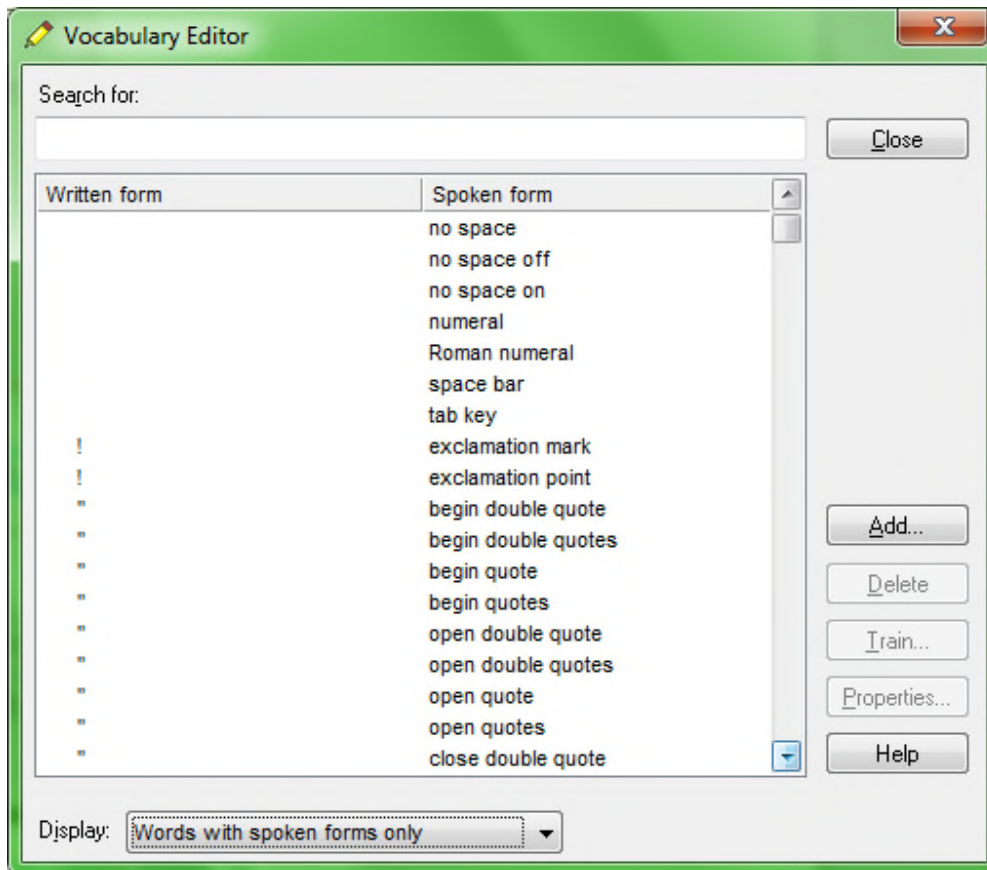 Vocabulary Editor
Search for:
Close
Written form Spoken form
no space
no space off
no space on
numeral
Roman numeral
space bar
tab key
! exclamation mark
! exclamation point
" begin double quote
" begin double quotes
" begin quote
" begin quotes
" open double quote
" open double quotes
" open quote
" open quotes
" close double quote
Add...
Delete
Train...
Properties...
Help
Display: Words with spoken forms only